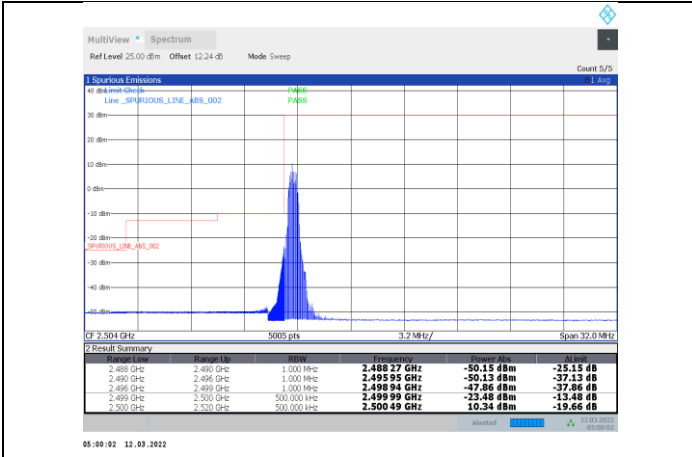 MultiView Spectrum
Ref Level 25.00 dBm Offset 12.24 dB Mode Sweep
Count 5/5
1 Spurious Emissions 1 Avg
40 dBm Limit Check PASS
Line _SPURIOUS_LINE_ABS_002 PASS
30 dBm
20 dBm
10 dBm
0 dBm
-10 dBm
-20 dBm
_SPURIOUS_LINE_ABS_002
-30 dBm
-40 dBm
-50 dBm
CF 2.504 GHz 5005 pts 3.2 MHz/ Span 32.0 MHz
2 Result Summary
Range Low Range Up RBW Frequency Power Abs ΔLimit
2.488 GHz 2.490 GHz 1.000 MHz 2.488 27 GHz -50.15 dBm -25.15 dB
2.490 GHz 2.496 GHz 1.000 MHz 2.495 95 GHz -50.13 dBm -37.13 dB
2.496 GHz 2.499 GHz 1.000 MHz 2.498 94 GHz -47.86 dBm -37.86 dB
2.499 GHz 2.500 GHz 500.000 kHz 2.499 99 GHz -23.48 dBm -13.48 dB
2.500 GHz 2.520 GHz 500.000 kHz 2.500 49 GHz 10.34 dBm -19.66 dB
Aborted 12.03.2022
05:00:02
05:00:02 12.03.2022